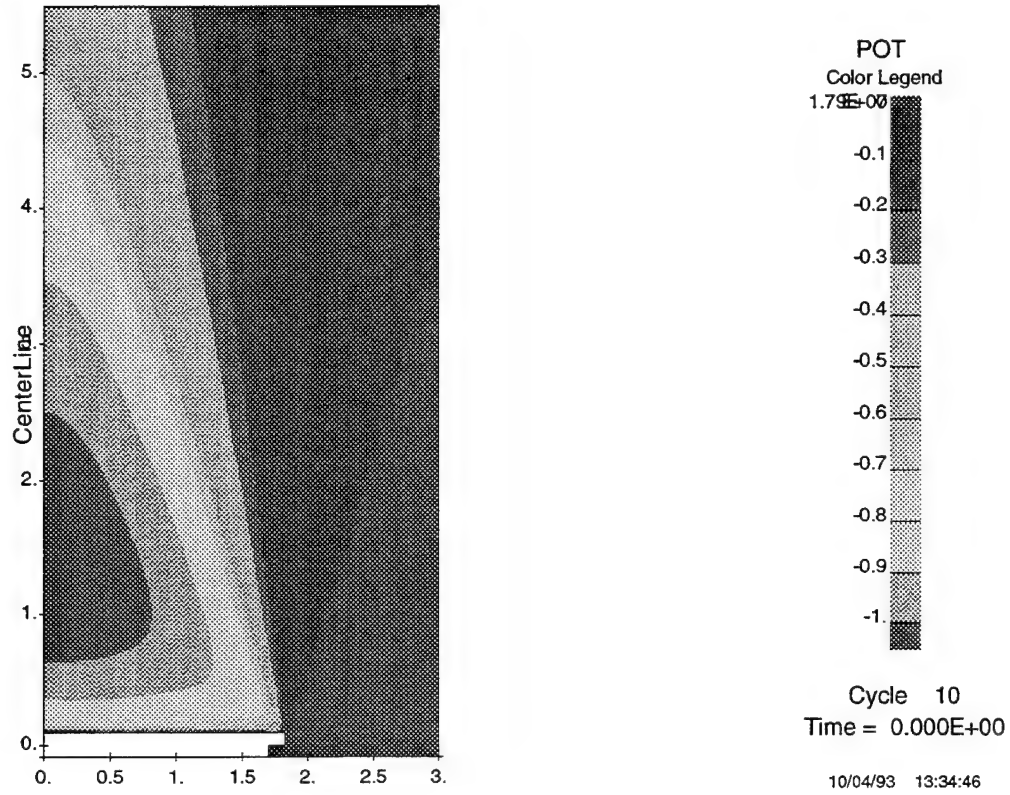 5.
4.
CenterLine
2.
1.
0.
0. 0.5 1. 1.5 2. 2.5 3.
POT
Color Legend
-0.1
-0.2
-0.3
-0.4
-0.5
-0.6
-0.7
-0.8
-0.9
-1.
Cycle 10
Time = 0.000E+00
10/04/93 13:34:46